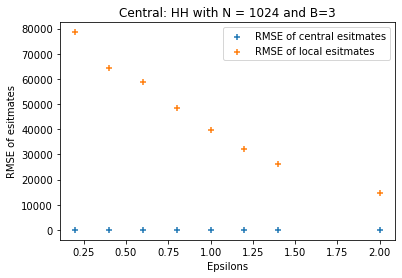 Central: HH with N = 1024 and B=3
RMSE of central esitmates
RMSE of local esitmates
RMSE of esitmates
80000
70000
60000
50000
40000
30000
20000
10000
0
0.25 0.50 0.75 1.00 1.25 1.50 1.75 2.00
Epsilons